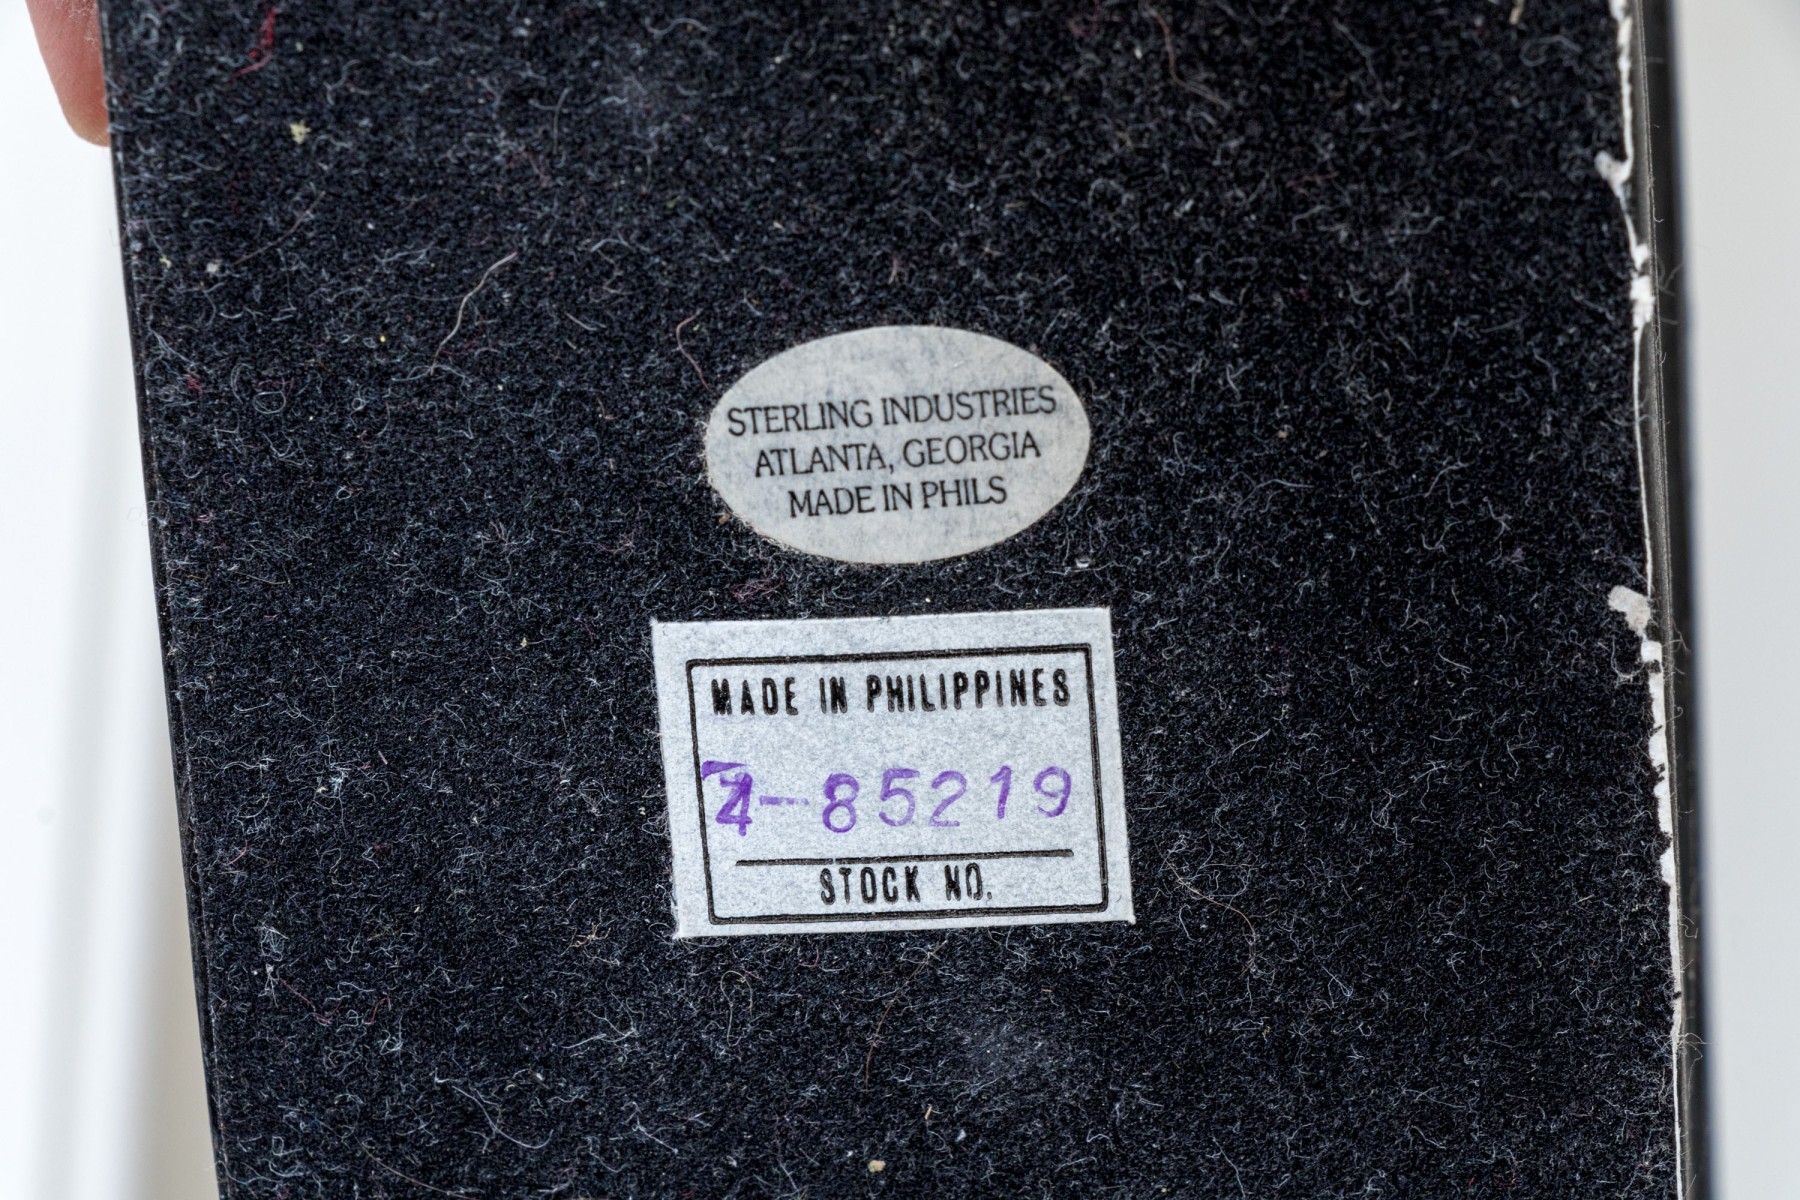 STERLING INDUSTRIES
ATLANTA, GEORGIA
MADE IN PHILS
MADE IN PHILIPPINES
4-85219
STOCK NO.